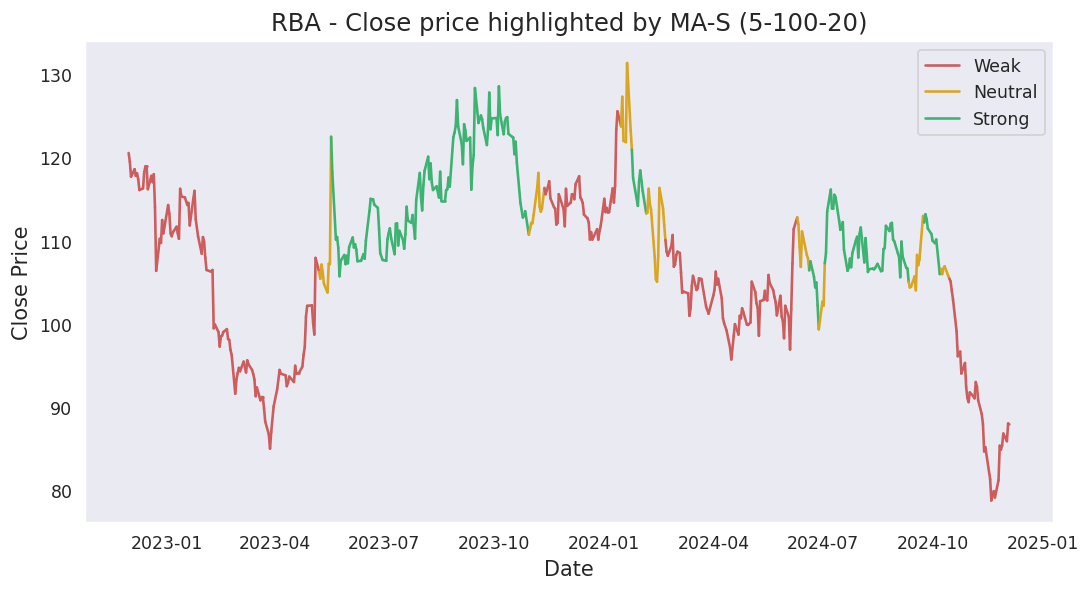 RBA - Close price highlighted by MA-S (5-100-20)
Weak
Neutral
Strong
Close Price
130
120
110
100
90
80
2023-01
2023-04
2023-07
2023-10
2024-01
2024-04
2024-07
2024-10
2025-01
Date